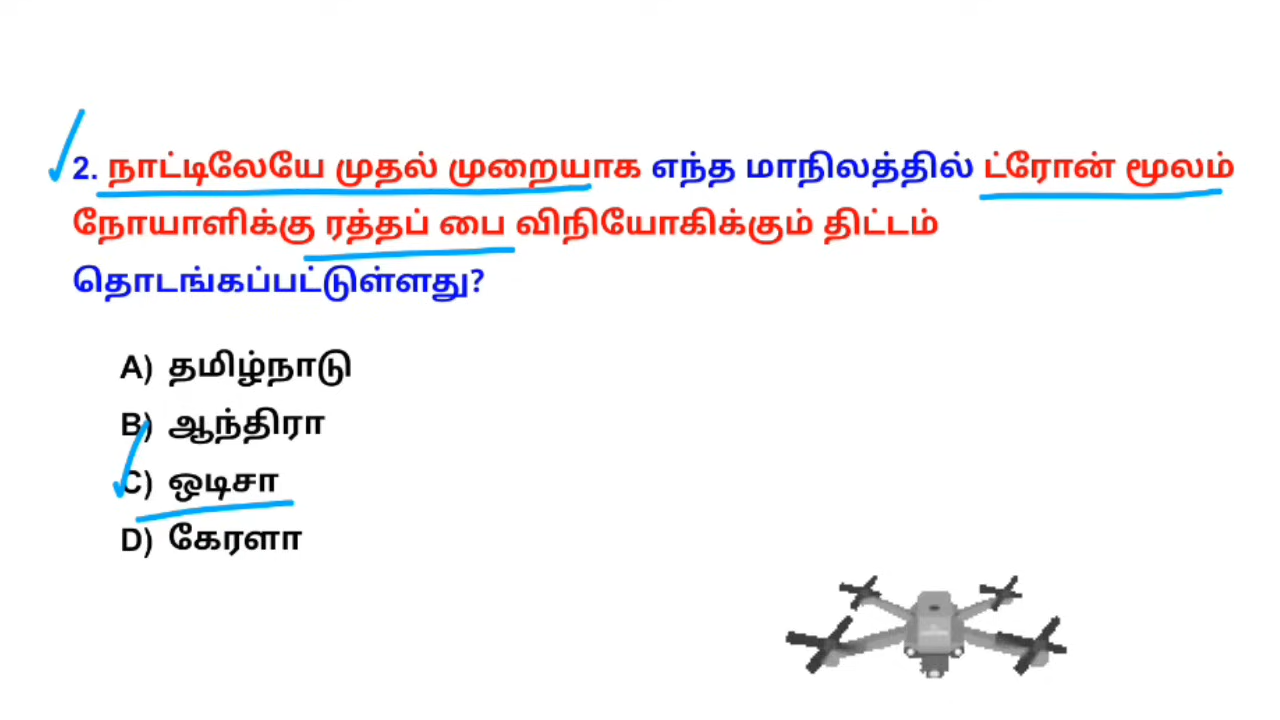 2. நாட்டிலேயே முதல் முறையாக எந்த மாநிலத்தில் ட்ரோன் மூலம்
நோயாளிக்கு ரத்தப் பை விநியோகிக்கும் திட்டம்
தொடங்கப்பட்டுள்ளது?
A) தமிழ்நாடு
B) ஆந்திரா
C) ஒடிசா
D) கேரளா